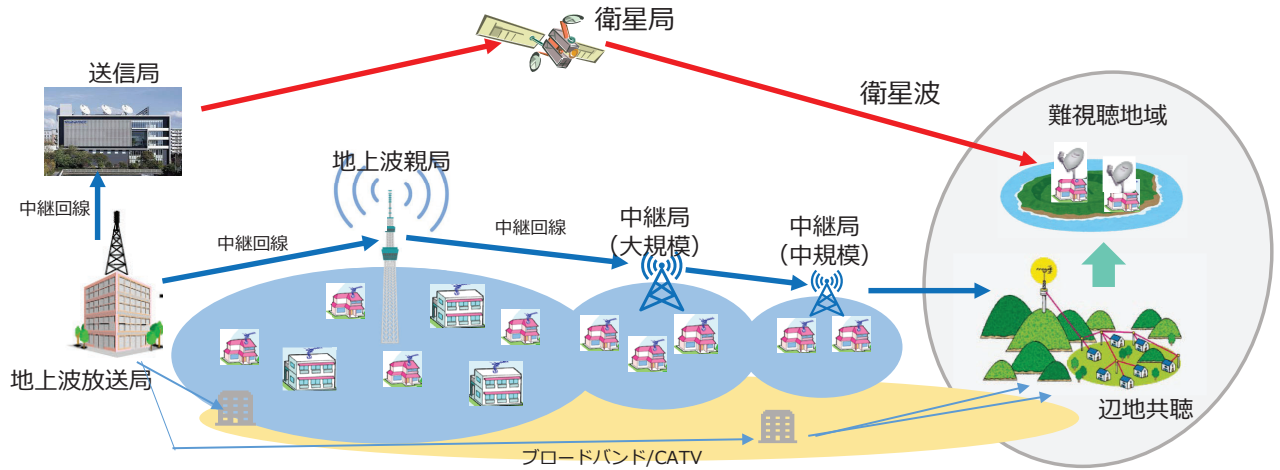 衛星局
送信局
衛星波
難視聴地域
地上波親局
中継回線
中継回線
中継回線
中継局
（大規模）
中継局
（中規模）
地上波放送局
辺地共聴
ブロードバンド/CATV